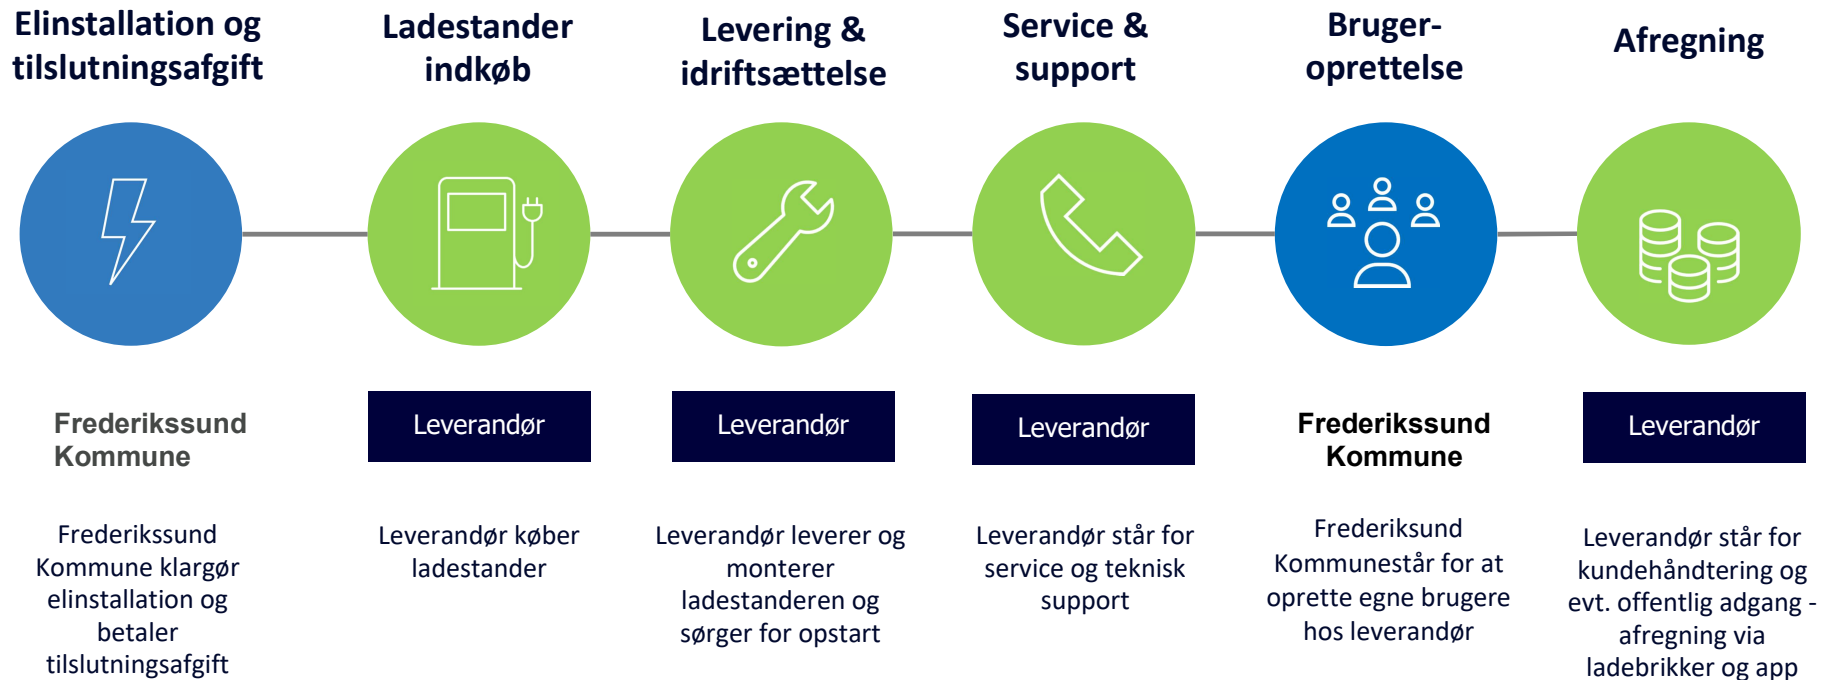 Elinstallation og
tilslutningsafgift
Ladestander
indkøb
Levering &
idriftsættelse
Service &
support
Bruger-
oprettelse
Afregning
Frederikssund
Kommune
Leverandør
Leverandør
Leverandør
Frederikssund
Kommune
Leverandør
Frederikssund
Kommune klargør
elinstallation og
betaler
tilslutningsafgift
Leverandør køber
ladestander
Leverandør leverer og
monterer
ladestanderen og
sørger for opstart
Leverandør står for
service og teknisk
support
Frederiksund
Kommunestår for at
oprette egne brugere
hos leverandør
Leverandør står for
kundehåndtering og
evt. offentlig adgang -
afregning via
ladebrikker og app